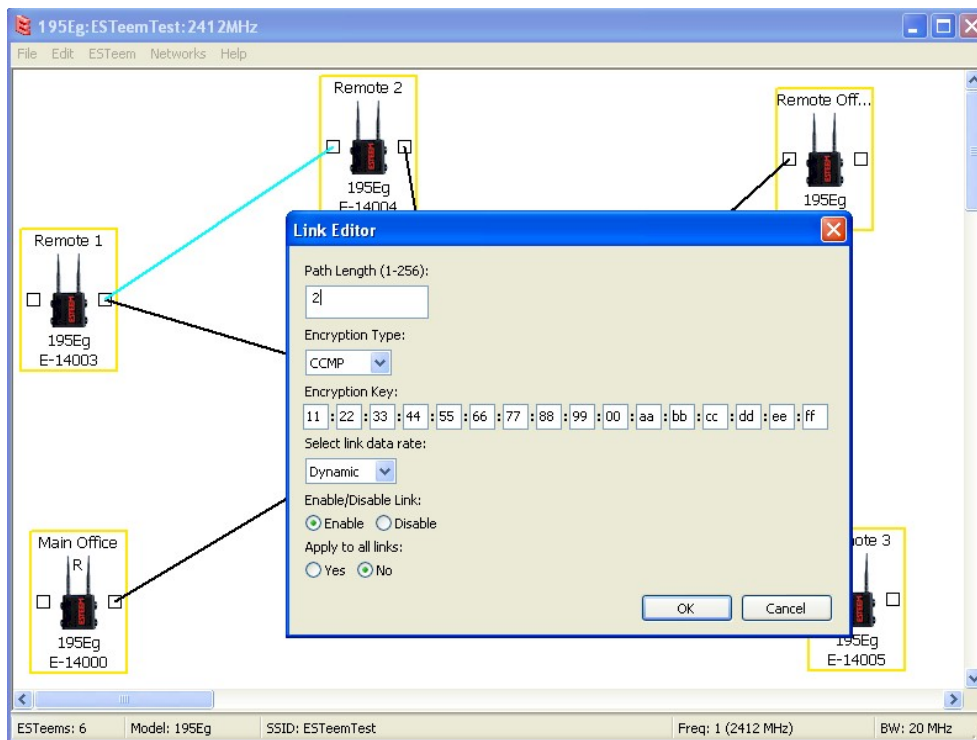 195Eg:ESTeemTest:2412MHz
File Edit ESTeem Networks Help
Remote 2
195Eg
E-14004
Remote Off...
195Eg
Remote 1
195Eg
E-14003
Main Office
R
195Eg
E-14000
ote 3
195Eg
E-14005
Link Editor
Path Length (1-256):
2
Encryption Type:
CCMP
Encryption Key:
11:22:33:44:55:66:77:88:99:00:aa:bb:cc:dd:ee:ff
Select link data rate:
Dynamic
Enable/Disable Link:
Enable Disable
Apply to all links:
Yes No
OK Cancel
ESTeems: 6 Model: 195Eg SSID: ESTeemTest Freq: 1 (2412 MHz) BW: 20 MHz